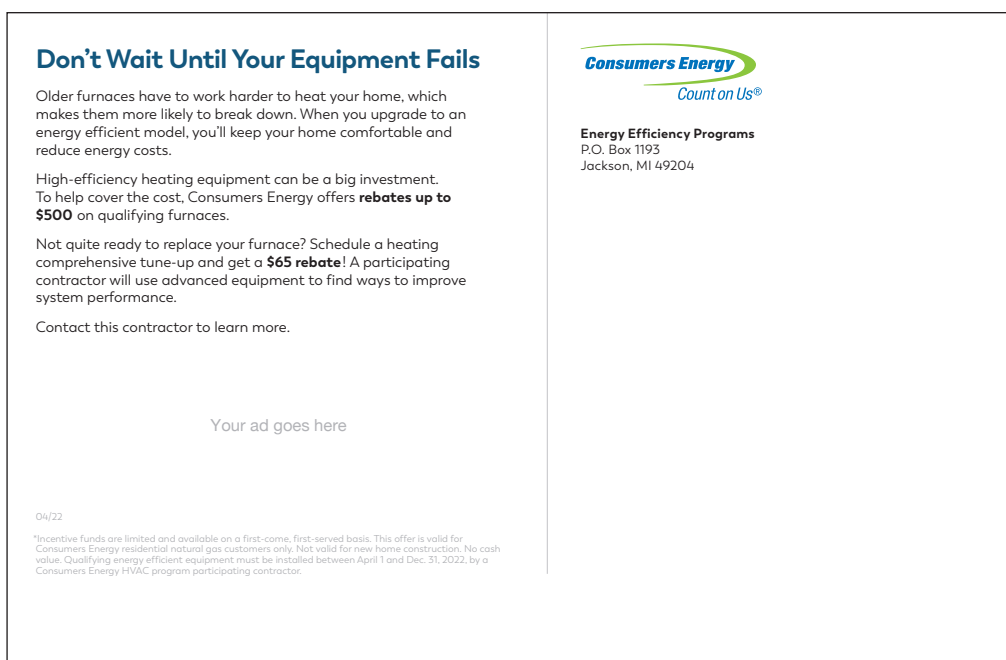 Don't Wait Until Your Equipment Fails
Older furnaces have to work harder to heat your home, which
makes them more likely to break down. When you upgrade to an
energy efficient model, you'll keep your home comfortable and
reduce energy costs.
High-efficiency heating equipment can be a big investment.
To help cover the cost, Consumers Energy offers rebates up to
$500 on qualifying furnaces.
Not quite ready to replace your furnace? Schedule a heating
comprehensive tune-up and get a $65 rebate! A participating
contractor will use advanced equipment to find ways to improve
system performance.
Contact this contractor to learn more.
Your ad goes here
04/22
*Incentive funds are limited and available on a first-come, first-served basis. This offer is valid for
Consumers Energy residential natural gas customers only. Not valid for new home construction. No cash
value. Qualifying energy efficient equipment must be installed between April 1 and Dec. 31, 2022, by a
Consumers Energy HVAC program participating contractor.
Consumers Energy
Count on Us®
Energy Efficiency Programs
P.O. Box 1193
Jackson, MI 49204